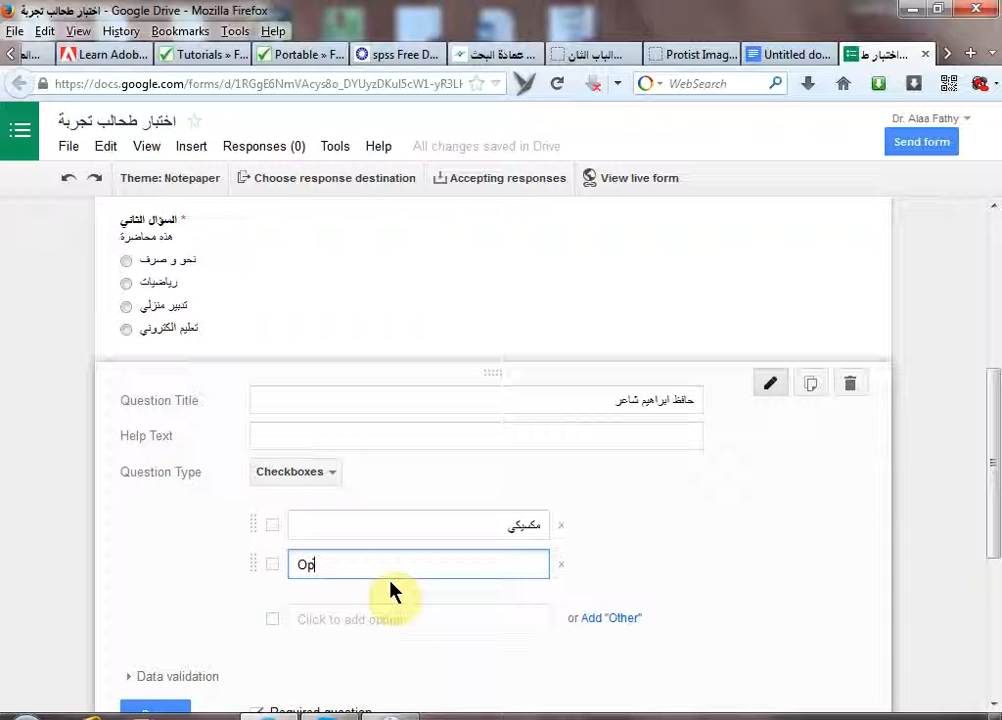 اختبار طحالب تجربة - Google Drive - Mozilla Firefox
File Edit View History Bookmarks Tools Help
Learn Adob... Tutorials » F... Portable » F... spss Free D... عمادة البحث... الباب الثان... Protist Imag... Untitled do... اختبار ط...
https://docs.google.com/forms/d/1RGgE6NmVAcys8o_DYUyzDKul5cW1-yR3Lł WebSearch
اختبار طحالب تجربة
Dr. Alaa Fathy
File Edit View Insert Responses (0) Tools Help All changes saved in Drive
Send form
Theme: Notepaper Choose response destination Accepting responses View live form
السؤال الثاني *
هذه محاضرة
نحو و صرف
رياضيات
تدبير منزلي
تعليم الكتروني
Question Title حافظ ابراهيم شاعر
Help Text
Question Type Checkboxes
مكسيكي ×
Op ×
Click to add option or Add "Other"
Data validation
Required question